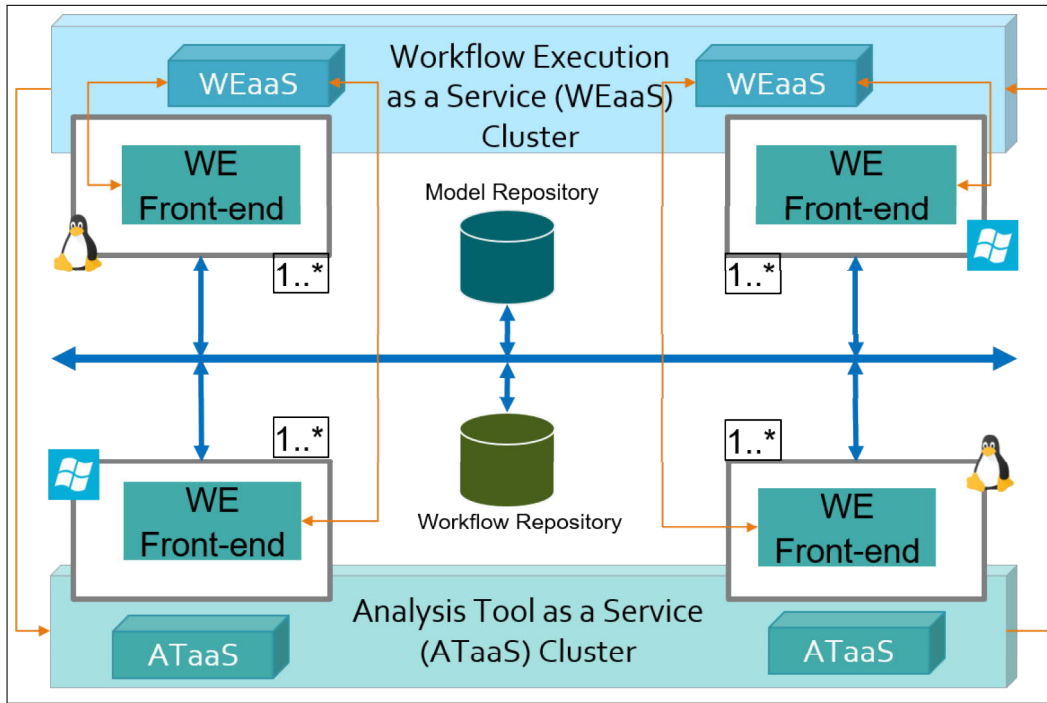 Workflow Execution
as a Service (WEaaS)
Cluster
WEaaS
WEaaS
WE
Front-end
WE
Front-end
Model Repository
1..*
1..*
1..*
1..*
WE
Front-end
Workflow Repository
WE
Front-end
Analysis Tool as a Service
(ATaaS) Cluster
ATaaS
ATaaS